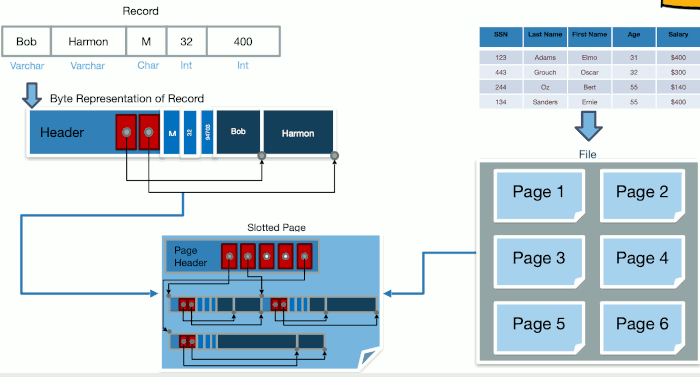 Record
Bob Harmon M 32 400
Varchar Varchar Char Int Int
Byte Representation of Record
Header M 32 94703 Bob Harmon
SSN Last Name First Name Age Salary
123 Adams Elmo 31 $400
443 Grouch Oscar 32 $300
244 Oz Bert 55 $140
134 Sanders Ernie 55 $400
File
Page 1 Page 2
Page 3 Page 4
Page 5 Page 6
Slotted Page
Page
Header